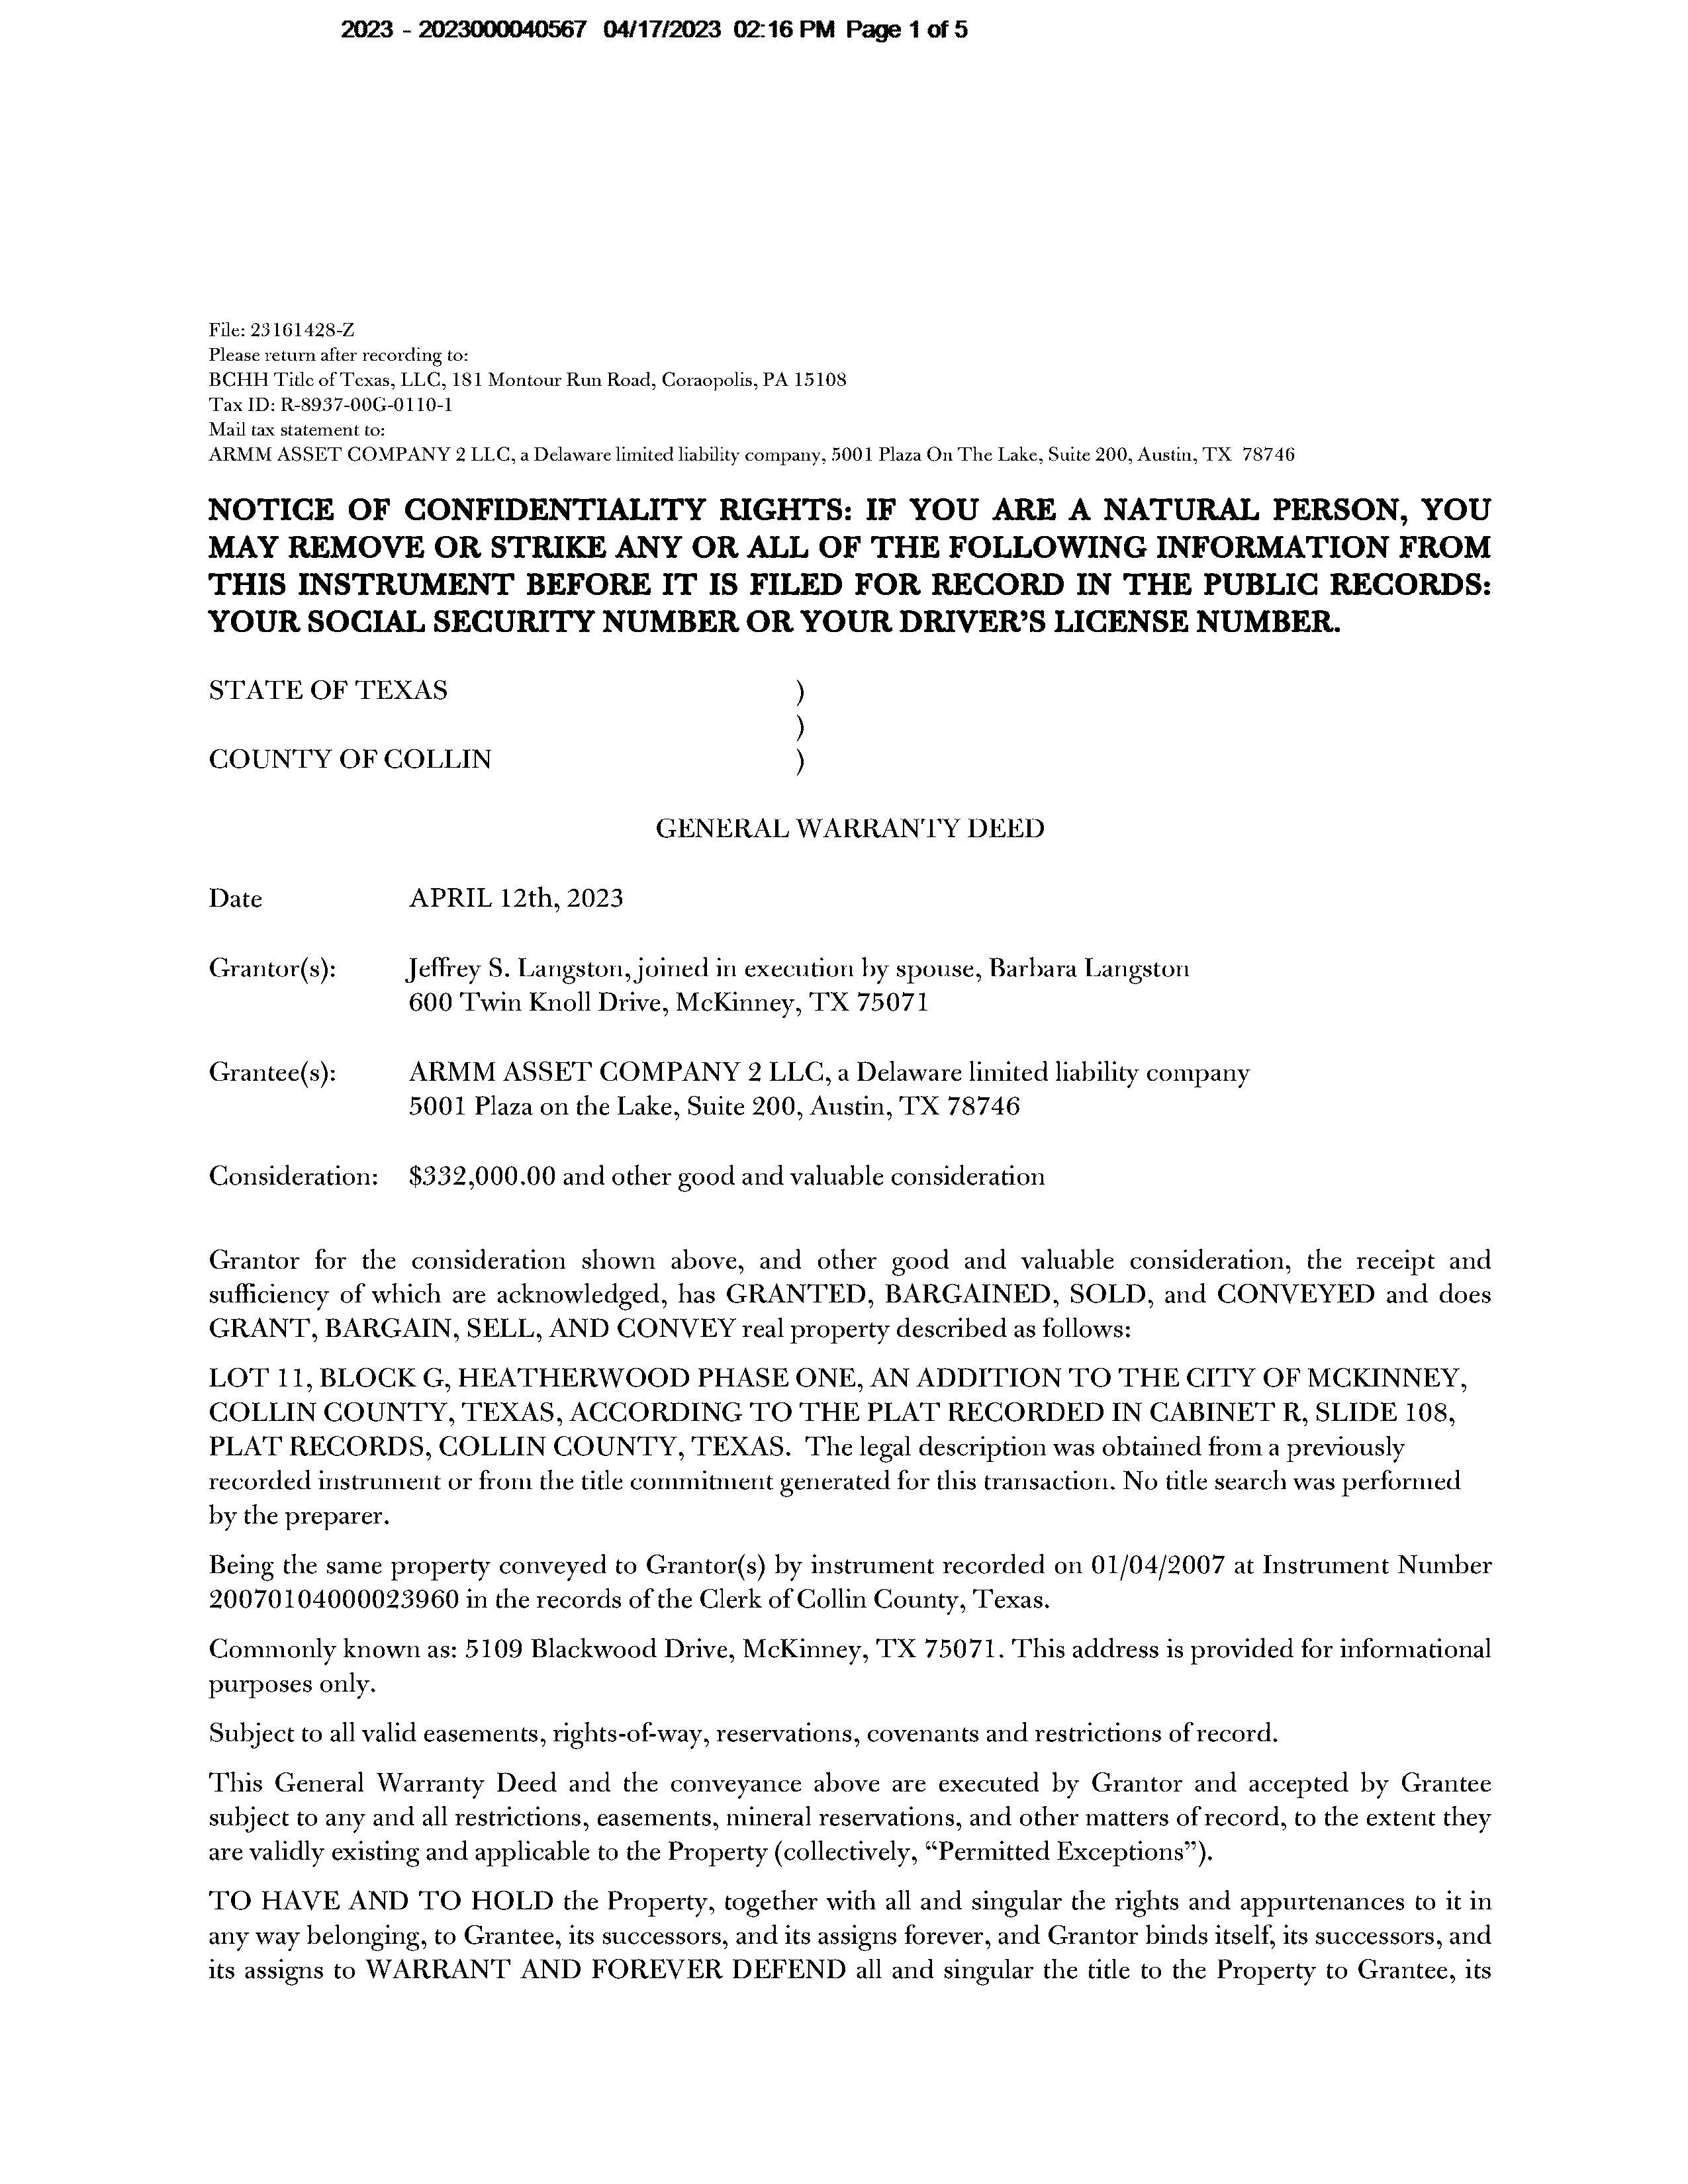 2023 - 2023000040567 04/17/2023 02:16 PM Page 1 of 5
File: 23161428-Z
Please return after recording to:
BCHH Title of Texas, LLC, 181 Montour Run Road, Coraopolis, PA 15108
Tax ID: R-8937-00G-0110-1
Mail tax statement to:
ARMM ASSET COMPANY 2 LLC, a Delaware limited liability company, 5001 Plaza On The Lake, Suite 200, Austin, TX 78746
NOTICE OF CONFIDENTIALITY RIGHTS: IF YOU ARE A NATURAL PERSON, YOU
MAY REMOVE OR STRIKE ANY OR ALL OF THE FOLLOWING INFORMATION FROM
THIS INSTRUMENT BEFORE IT IS FILED FOR RECORD IN THE PUBLIC RECORDS:
YOUR SOCIAL SECURITY NUMBER OR YOUR DRIVER'S LICENSE NUMBER.
STATE OF TEXAS )
)
COUNTY OF COLLIN )
GENERAL WARRANTY DEED
Date APRIL 12th, 2023
Grantor(s): Jeffrey S. Langston, joined in execution by spouse, Barbara Langston
600 Twin Knoll Drive, McKinney, TX 75071
Grantee(s): ARMM ASSET COMPANY 2 LLC, a Delaware limited liability company
5001 Plaza on the Lake, Suite 200, Austin, TX 78746
Consideration: $332,000.00 and other good and valuable consideration
Grantor for the consideration shown above, and other good and valuable consideration, the receipt and
sufficiency of which are acknowledged, has GRANTED, BARGAINED, SOLD, and CONVEYED and does
GRANT, BARGAIN, SELL, AND CONVEY real property described as follows:
LOT 11, BLOCK G, HEATHERWOOD PHASE ONE, AN ADDITION TO THE CITY OF MCKINNEY,
COLLIN COUNTY, TEXAS, ACCORDING TO THE PLAT RECORDED IN CABINET R, SLIDE 108,
PLAT RECORDS, COLLIN COUNTY, TEXAS. The legal description was obtained from a previously
recorded instrument or from the title commitment generated for this transaction. No title search was performed
by the preparer.
Being the same property conveyed to Grantor(s) by instrument recorded on 01/04/2007 at Instrument Number
20070104000023960 in the records of the Clerk of Collin County, Texas.
Commonly known as: 5109 Blackwood Drive, McKinney, TX 75071. This address is provided for informational
purposes only.
Subject to all valid easements, rights-of-way, reservations, covenants and restrictions of record.
This General Warranty Deed and the conveyance above are executed by Grantor and accepted by Grantee
subject to any and all restrictions, easements, mineral reservations, and other matters of record, to the extent they
are validly existing and applicable to the Property (collectively, “Permitted Exceptions”).
TO HAVE AND TO HOLD the Property, together with all and singular the rights and appurtenances to it in
any way belonging, to Grantee, its successors, and its assigns forever, and Grantor binds itself, its successors, and
its assigns to WARRANT AND FOREVER DEFEND all and singular the title to the Property to Grantee, its